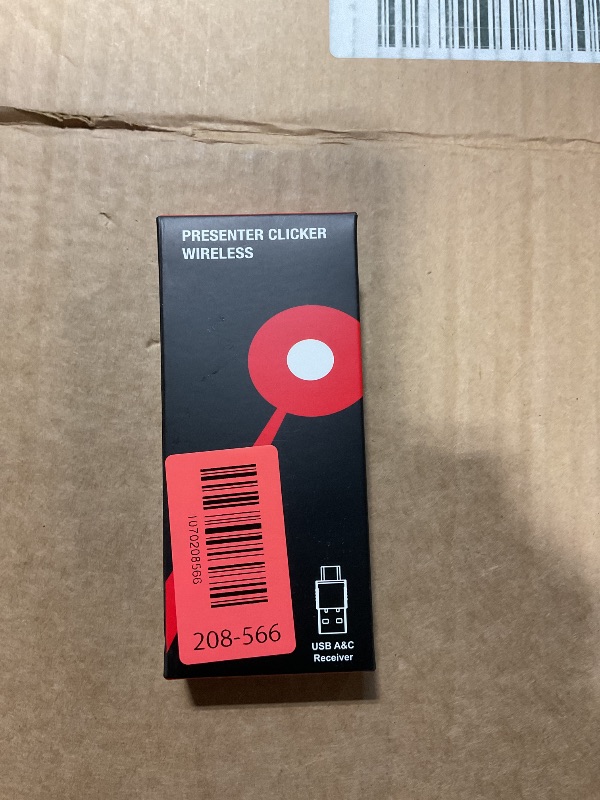 PRESENTER CLICKER
WIRELESS
1070208566
208-566
USB A&C
Receiver